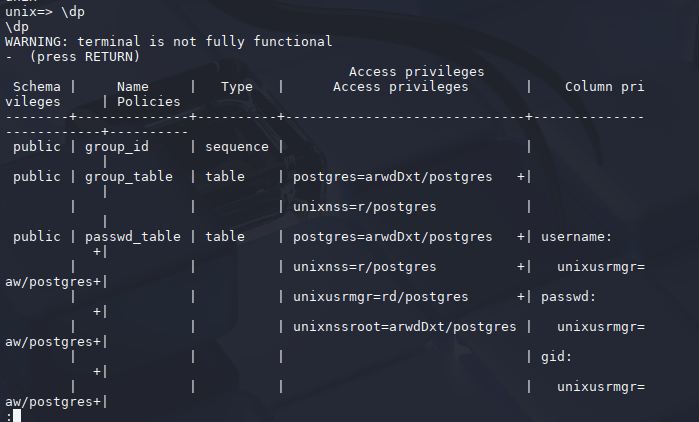 unix=> \dp
\dp
WARNING: terminal is not fully functional
-  (press RETURN)
                                            Access privileges
 Schema |     Name     |   Type   |      Access privileges       |    Column pri
vileges     | Policies
--------+--------------+----------+------------------------------+--------------
------------+----------
 public | group_id     | sequence |                              |
            |
 public | group_table  | table    | postgres=arwdDxt/postgres   +|
            |
        |              |          | unixnss=r/postgres           |
            |
 public | passwd_table | table    | postgres=arwdDxt/postgres   +| username:
           +|
        |              |          | unixnss=r/postgres          +|   unixusrmgr=
aw/postgres+|
        |              |          | unixusrmgr=rd/postgres      +| passwd:
           +|
        |              |          | unixnssroot=arwdDxt/postgres |   unixusrmgr=
aw/postgres+|
        |              |          |                              | gid:
           +|
        |              |          |                              |   unixusrmgr=
aw/postgres+|
: